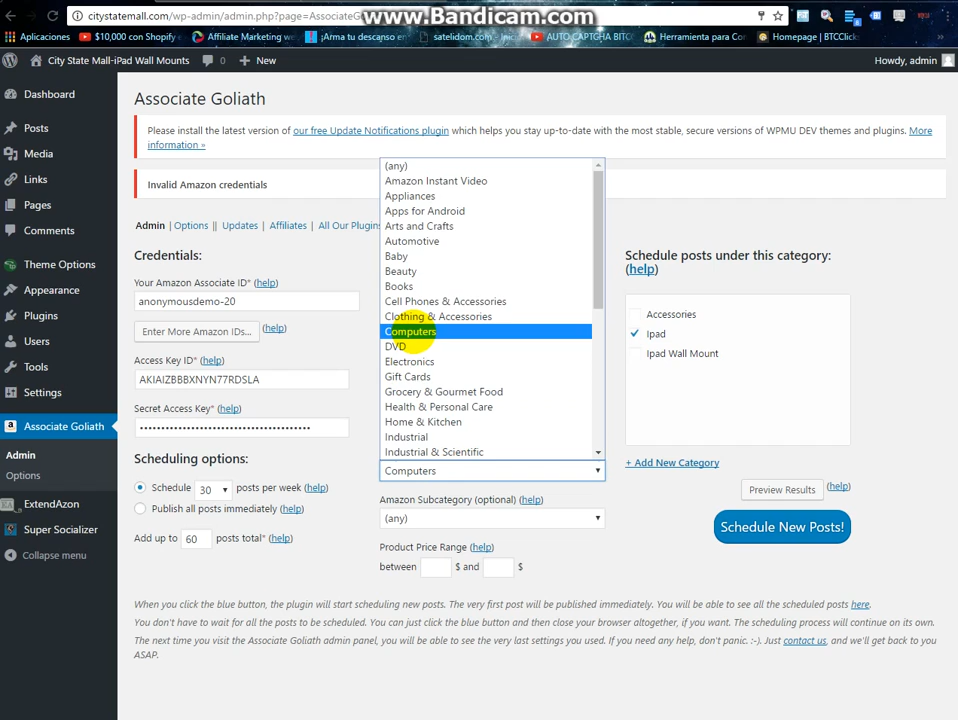 www.Bandicam.com
citystatemall.com/wp-admin/admin.php?page=AssociateG
Aplicaciones
$10,000 con Shopify
Affiliate Marketing we
¡Arma tu descanso en
satelidom.com - Inici
AUTO CAPTCHA BITC
Herramienta para Co
Homepage | BTCClick
City State Mall-iPad Wall Mounts
0
New
Howdy, admin
Dashboard
Posts
Media
Links
Pages
Comments
Theme Options
Appearance
Plugins
Users
Tools
Settings
Associate Goliath
Admin
Options
ExtendAzon
Super Socializer
Collapse menu
Associate Goliath
Please install the latest version of our free Update Notifications plugin which helps you stay up-to-date with the most stable, secure versions of WPMU DEV themes and plugins. More
information »
Invalid Amazon credentials
Admin | Options || Updates | Affiliates | All Our Plugins
Credentials:
Your Amazon Associate ID* (help)
anonymousdemo-20
Enter More Amazon IDs... (help)
Access Key ID* (help)
AKIAIZBBBXNYN77RDSLA
Secret Access Key* (help)
Scheduling options:
Schedule 30 posts per week (help)
Publish all posts immediately (help)
Add up to 60 posts total* (help)
(any)
Amazon Instant Video
Appliances
Apps for Android
Arts and Crafts
Automotive
Baby
Beauty
Books
Cell Phones & Accessories
Clothing & Accessories
Computers
DVD
Electronics
Gift Cards
Grocery & Gourmet Food
Health & Personal Care
Home & Kitchen
Industrial
Industrial & Scientific
Computers
Amazon Subcategory (optional) (help)
(any)
Product Price Range (help)
between $ and $
Schedule posts under this category:
(help)
Accessories
Ipad
Ipad Wall Mount
+ Add New Category
Preview Results (help)
Schedule New Posts!
When you click the blue button, the plugin will start scheduling new posts. The very first post will be published immediately. You will be able to see all the scheduled posts here.
You don't have to wait for all the posts to be scheduled. You can just click the blue button and then close your browser altogether, if you want. The scheduling process will continue on its own.
The next time you visit the Associate Goliath admin panel, you will be able to see the very last settings you used. If you need any help, don't panic. :-). Just contact us, and we'll get back to you
ASAP.